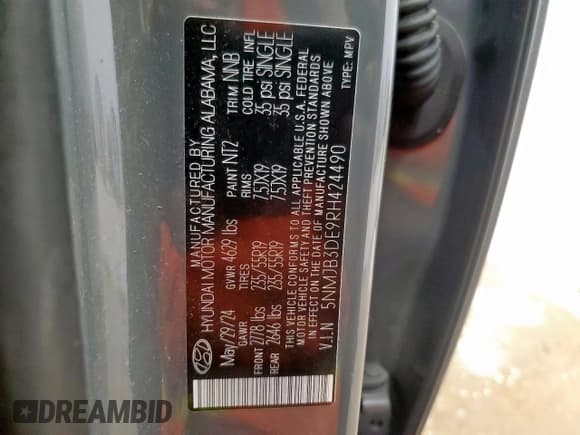 MANUFACTURED BY
HYUNDAI MOTOR MANUFACTURING ALABAMA, LLC
May/29/24 GVWR 4629 lbs PAINT NT2 TRIM NNB
GAWR TIRES RIMS COLD TIRE INFL
FRONT 2778 lbs 235/55R19 7.5JX19 35 psi SINGLE
REAR 2646 lbs 235/55R19 7.5JX19 35 psi SINGLE
THIS VEHICLE CONFORMS TO ALL APPLICABLE U.S.A. FEDERAL
MOTOR VEHICLE SAFETY AND THEFT PREVENTION STANDARDS
IN EFFECT ON THE DATE OF MANUFACTURE SHOWN ABOVE
V.I.N 5NMJB3DE9RH424490 TYPE: MPV
DREAMBID